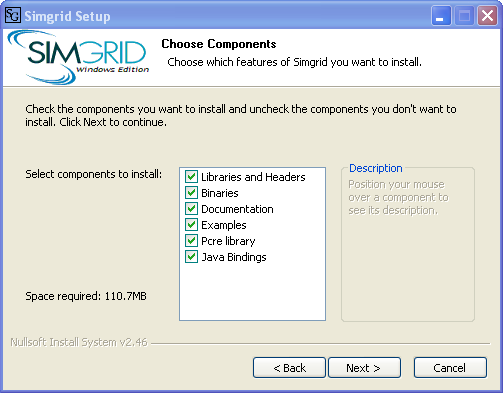 SG Simgrid Setup
SIMGRID
Windows Edition
Choose Components
Choose which features of Simgrid you want to install.
Check the components you want to install and uncheck the components you don't want to
install. Click Next to continue.
Select components to install:
Libraries and Headers
Binaries
Documentation
Examples
Pcre library
Java Bindings
Description
Position your mouse
over a component to
see its description.
Space required: 110.7MB
Nullsoft Install System v2.46
< Back
Next >
Cancel